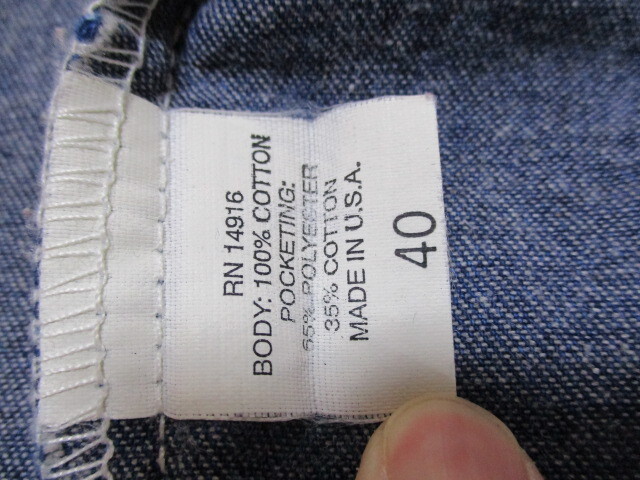 RN 14916
BODY: 100% COTTON
POCKETING:
65% POLYESTER
35% COTTON
MADE IN U.S.A.
40